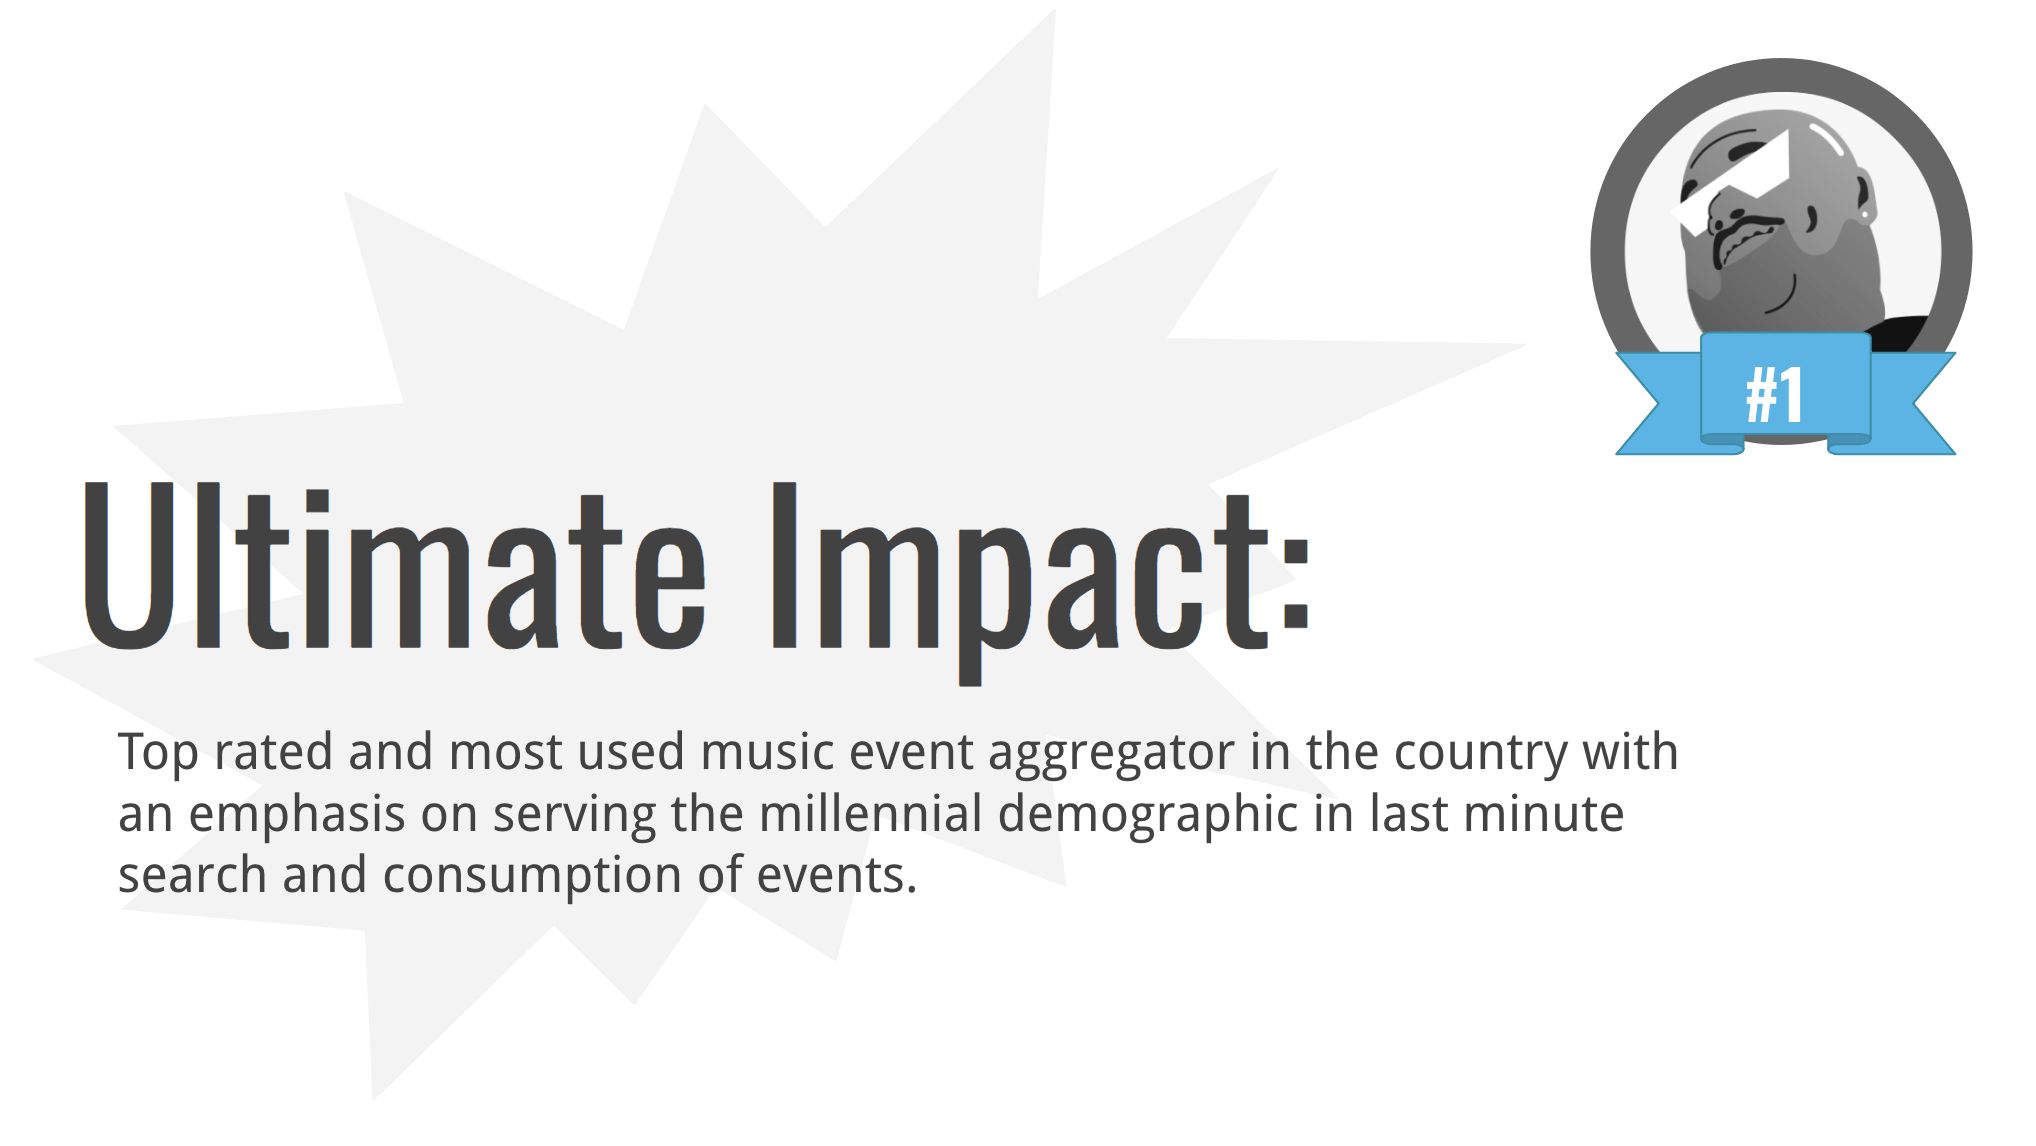 #1
Ultimate Impact:
Top rated and most used music event aggregator in the country with
an emphasis on serving the millennial demographic in last minute
search and consumption of events.